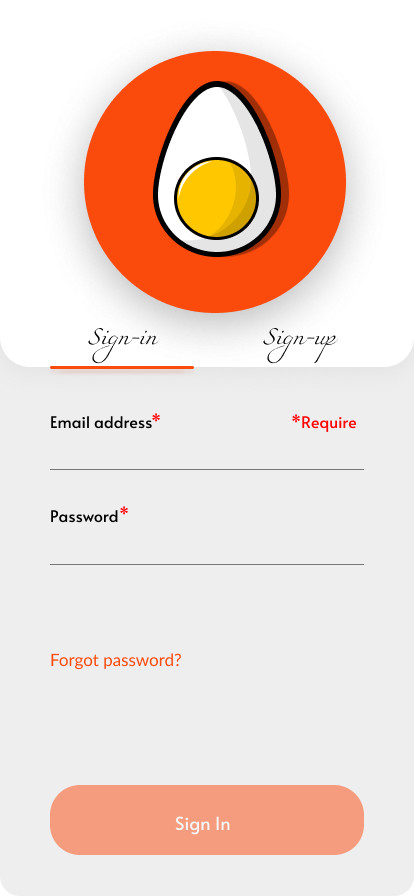 Sign-in Sign-up
Email address* *Require
Password*
Forgot password?
Sign In